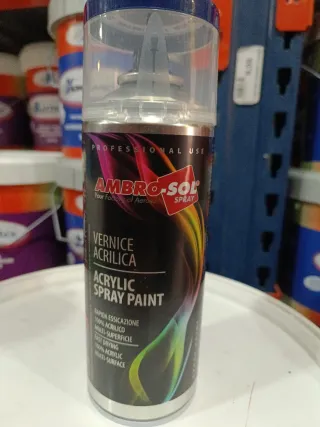 PROFESSIONAL USE
AMBRO-SOL®
SPRAY
VERNICE
ACRILICA
ACRYLIC
SPRAY PAINT
RAPIDA ESSICAZIONE
100% ACRILICO
MULTI-SUPERFICIE
FAST DRYING
100% ACRYLIC
MULTI-SURFACE